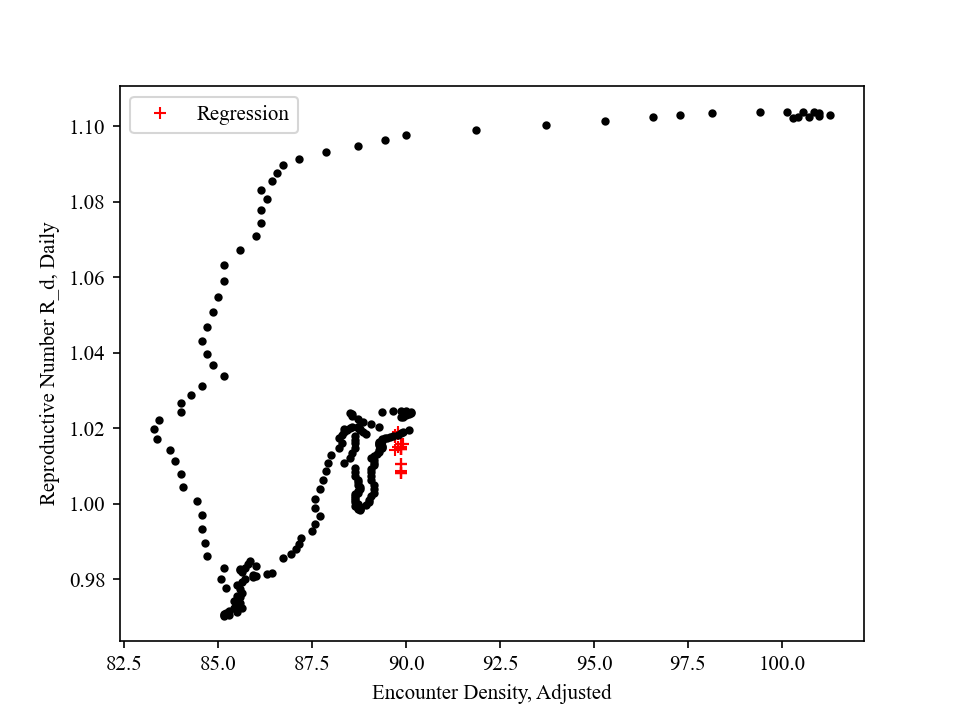 Regression
1.10
1.08
1.06
1.04
1.02
1.00
0.98
Reproductive Number R_d, Daily
82.5 85.0 87.5 90.0 92.5 95.0 97.5 100.0
Encounter Density, Adjusted